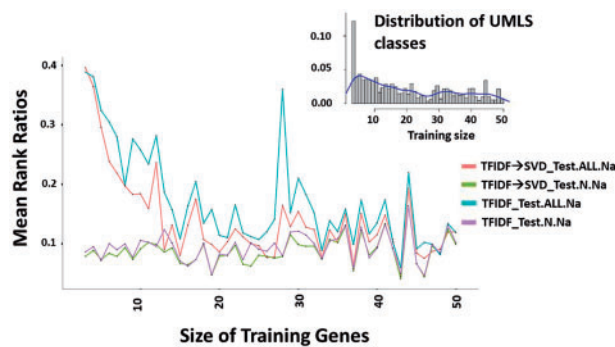 Distribution of UMLS
classes
0.10
0.05
0.00
10 20 30 40 50
Training size
Mean Rank Ratios
0.4
0.3
0.2
0.1
10 20 30 40 50
Size of Training Genes
TFIDF→SVD_Test.ALL.Na
TFIDF→SVD_Test.N.Na
TFIDF_Test.ALL.Na
TFIDF_Test.N.Na